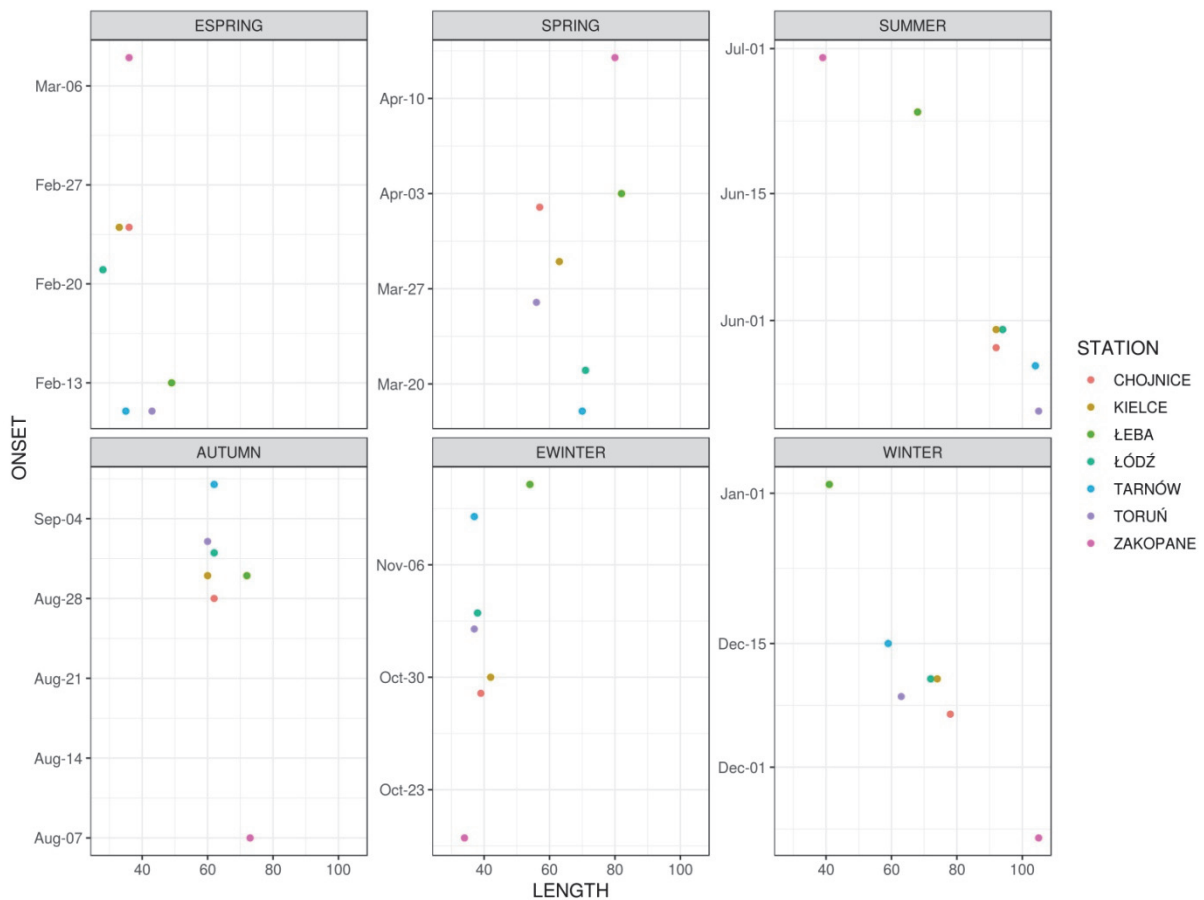 ESPRING
SPRING
SUMMER
Mar-06
Feb-27
Feb-20
Feb-13
Apr-10
Apr-03
Mar-27
Mar-20
Jul-01
Jun-15
Jun-01
ONSET
AUTUMN
EWINTER
WINTER
Sep-04
Aug-28
Aug-21
Aug-14
Aug-07
Nov-06
Oct-30
Oct-23
Jan-01
Dec-15
Dec-01
40 60 80 100
40 60 80 100
40 60 80 100
LENGTH
STATION
CHOJNICE
KIELCE
ŁEBA
ŁÓDŹ
TARNÓW
TORUŃ
ZAKOPANE